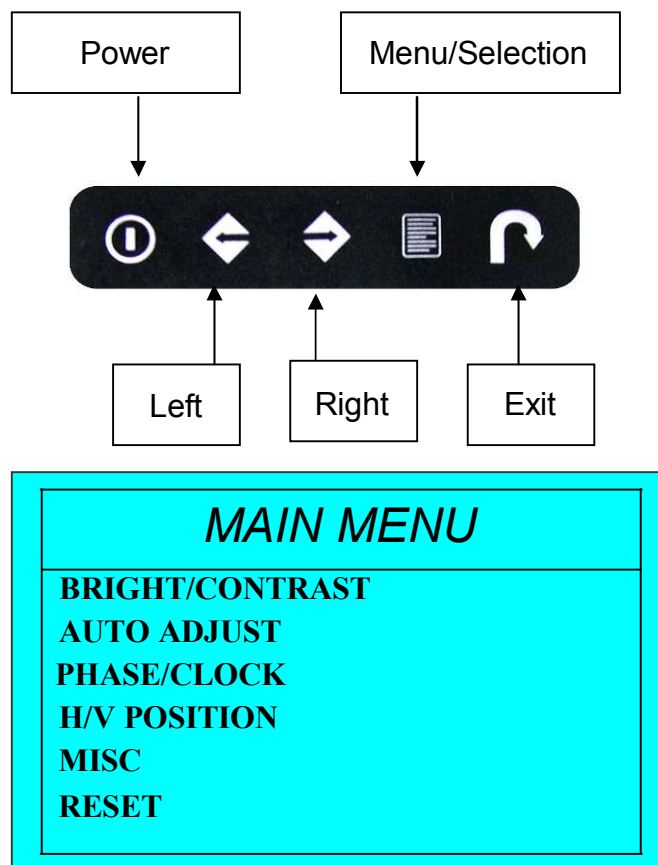 Power
Menu/Selection
Left
Right
Exit
MAIN MENU
BRIGHT/CONTRAST
AUTO ADJUST
PHASE/CLOCK
H/V POSITION
MISC
RESET